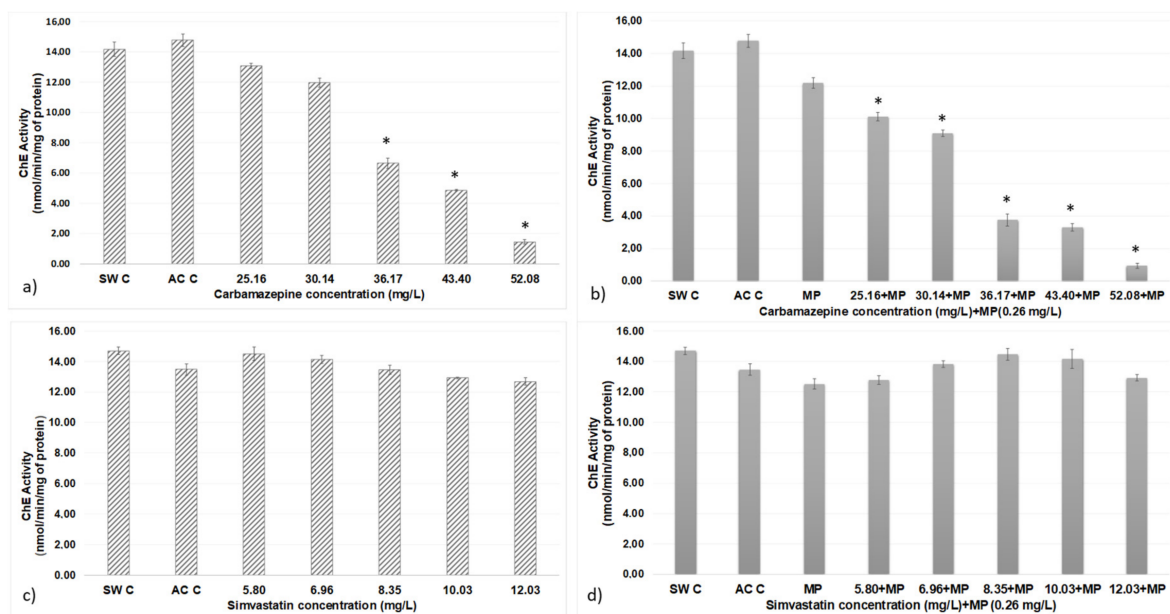 16,00
14,00
12,00
10,00
8.00
6.00
4.00
2.00
0.00
ChE Activity
(nmol/min/mg of protein)
* * *
SW C AC C 25.16 30.14 36.17 43.40 52.08
a) Carbamazepine concentration (mg/L)
16,00
14,00
12,00
10,00
8.00
6.00
4.00
2.00
0.00
ChE Activity
(nmol/min/mg of protein)
* * * * *
SW C AC C MP 25.16+MP 30.14+MP 36.17+MP 43.40+MP 52.08+MP
b) Carbamazepine concentration (mg/L)+MP(0.26 mg/L)
16.00
14.00
12.00
10.00
8.00
6.00
4.00
2.00
0.00
ChE Activity
(nmol/min/mg of protein)
SW C AC C 5.80 6.96 8.35 10.03 12.03
c) Simvastatin concentration (mg/L)
16.00
14.00
12.00
10.00
8.00
6.00
4.00
2.00
0.00
ChE Activity
(nmol/min/mg of protein)
SW C AC C MP 5.80+MP 6.96+MP 8.35+MP 10.03+MP 12.03+MP
d) Simvastatin concentration (mg/L)+MP(0.26 mg/L)